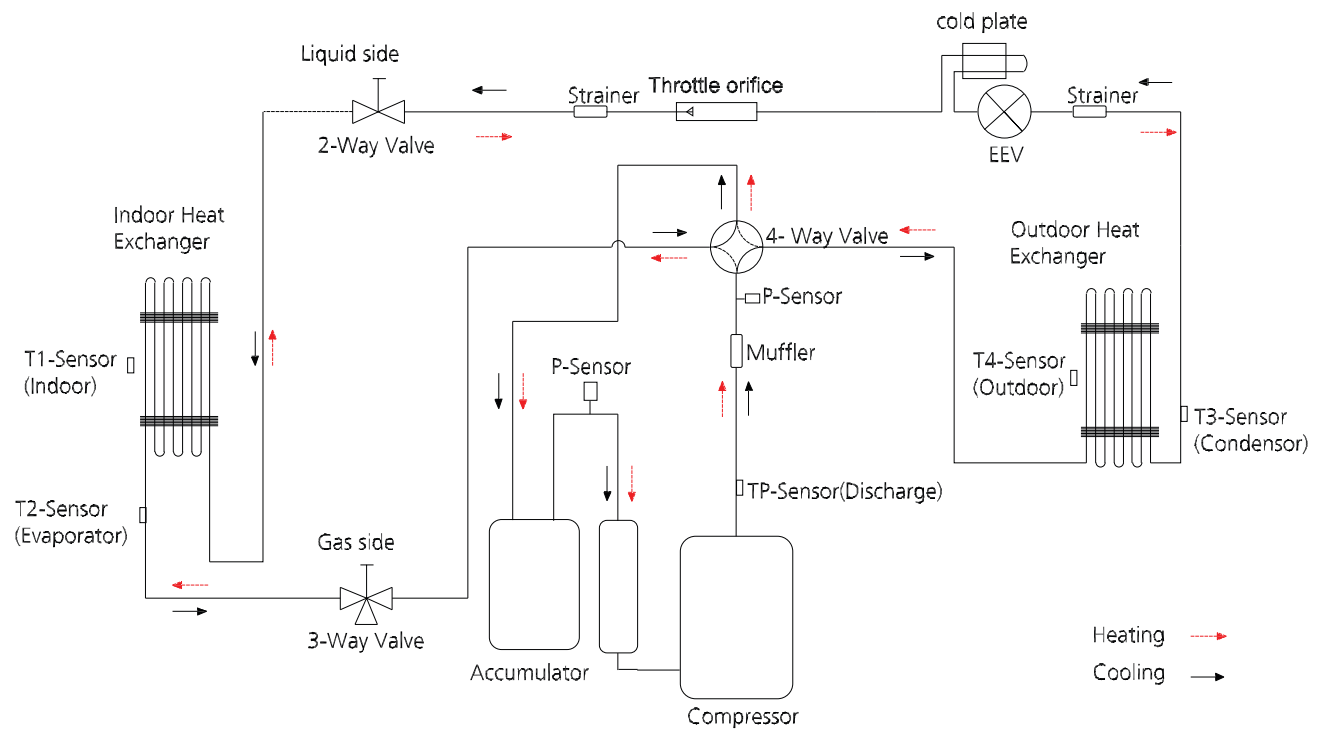 cold plate
Liquid side
Strainer
Throttle orifice
Strainer
2-Way Valve
EEV
Indoor Heat
Exchanger
4- Way Valve
Outdoor Heat
Exchanger
P-Sensor
T1-Sensor
(Indoor)
P-Sensor
Muffler
T4-Sensor
(Outdoor)
T3-Sensor
(Condensor)
T2-Sensor
(Evaporator)
TP-Sensor(Discharge)
Gas side
3-Way Valve
Accumulator
Compressor
Heating
Cooling